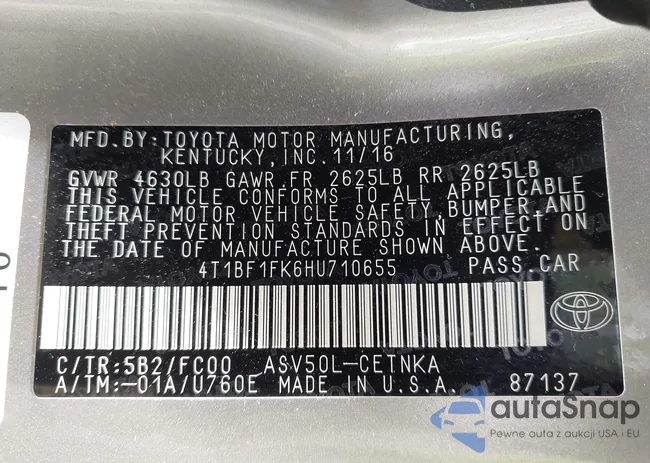 MFD.BY:TOYOTA MOTOR MANUFACTURING,
KENTUCKY,INC.11/16
GVWR 4630LB GAWR FR 2625LB RR 2625LB
THIS VEHICLE CONFORMS TO ALL APPLICABLE
FEDERAL MOTOR VEHICLE SAFETY,BUMPER AND
THEFT PREVENTION STANDARDS IN EFFECT ON
THE DATE OF MANUFACTURE SHOWN ABOVE.
4T1BF1FK6HU710655 PASS.CAR
C/TR:5B2/FC00 ASV50L-CETNKA
A/TM:-01A/U760E MADE IN U.S.A. 87137
autaSnap
Pewne auta z aukcji USA i EU